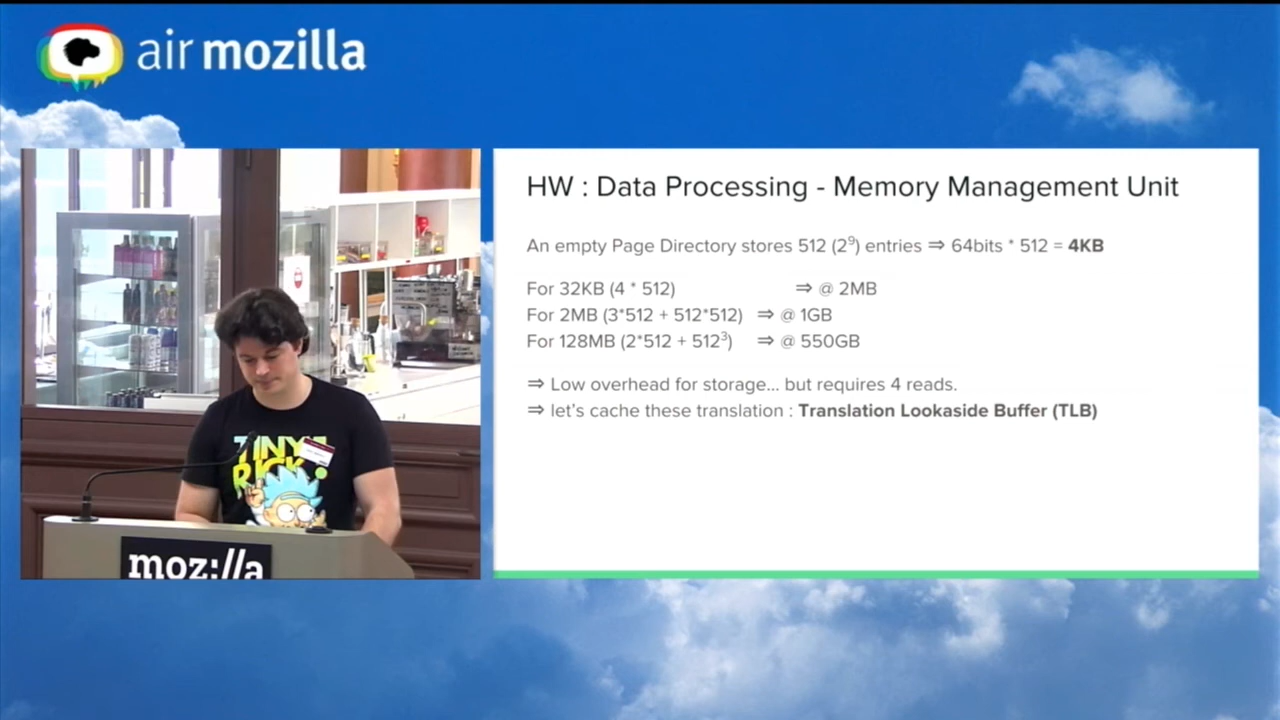 air mozilla
HW : Data Processing - Memory Management Unit
An empty Page Directory stores 512 (2⁹) entries ⇒ 64bits * 512 = 4KB
For 32KB (4 * 512) ⇒ @ 2MB
For 2MB (3*512 + 512*512) ⇒ @ 1GB
For 128MB (2*512 + 512³) ⇒ @ 550GB
⇒ Low overhead for storage... but requires 4 reads.
⇒ let's cache these translation : Translation Lookaside Buffer (TLB)
TINY
RICK
moz://a